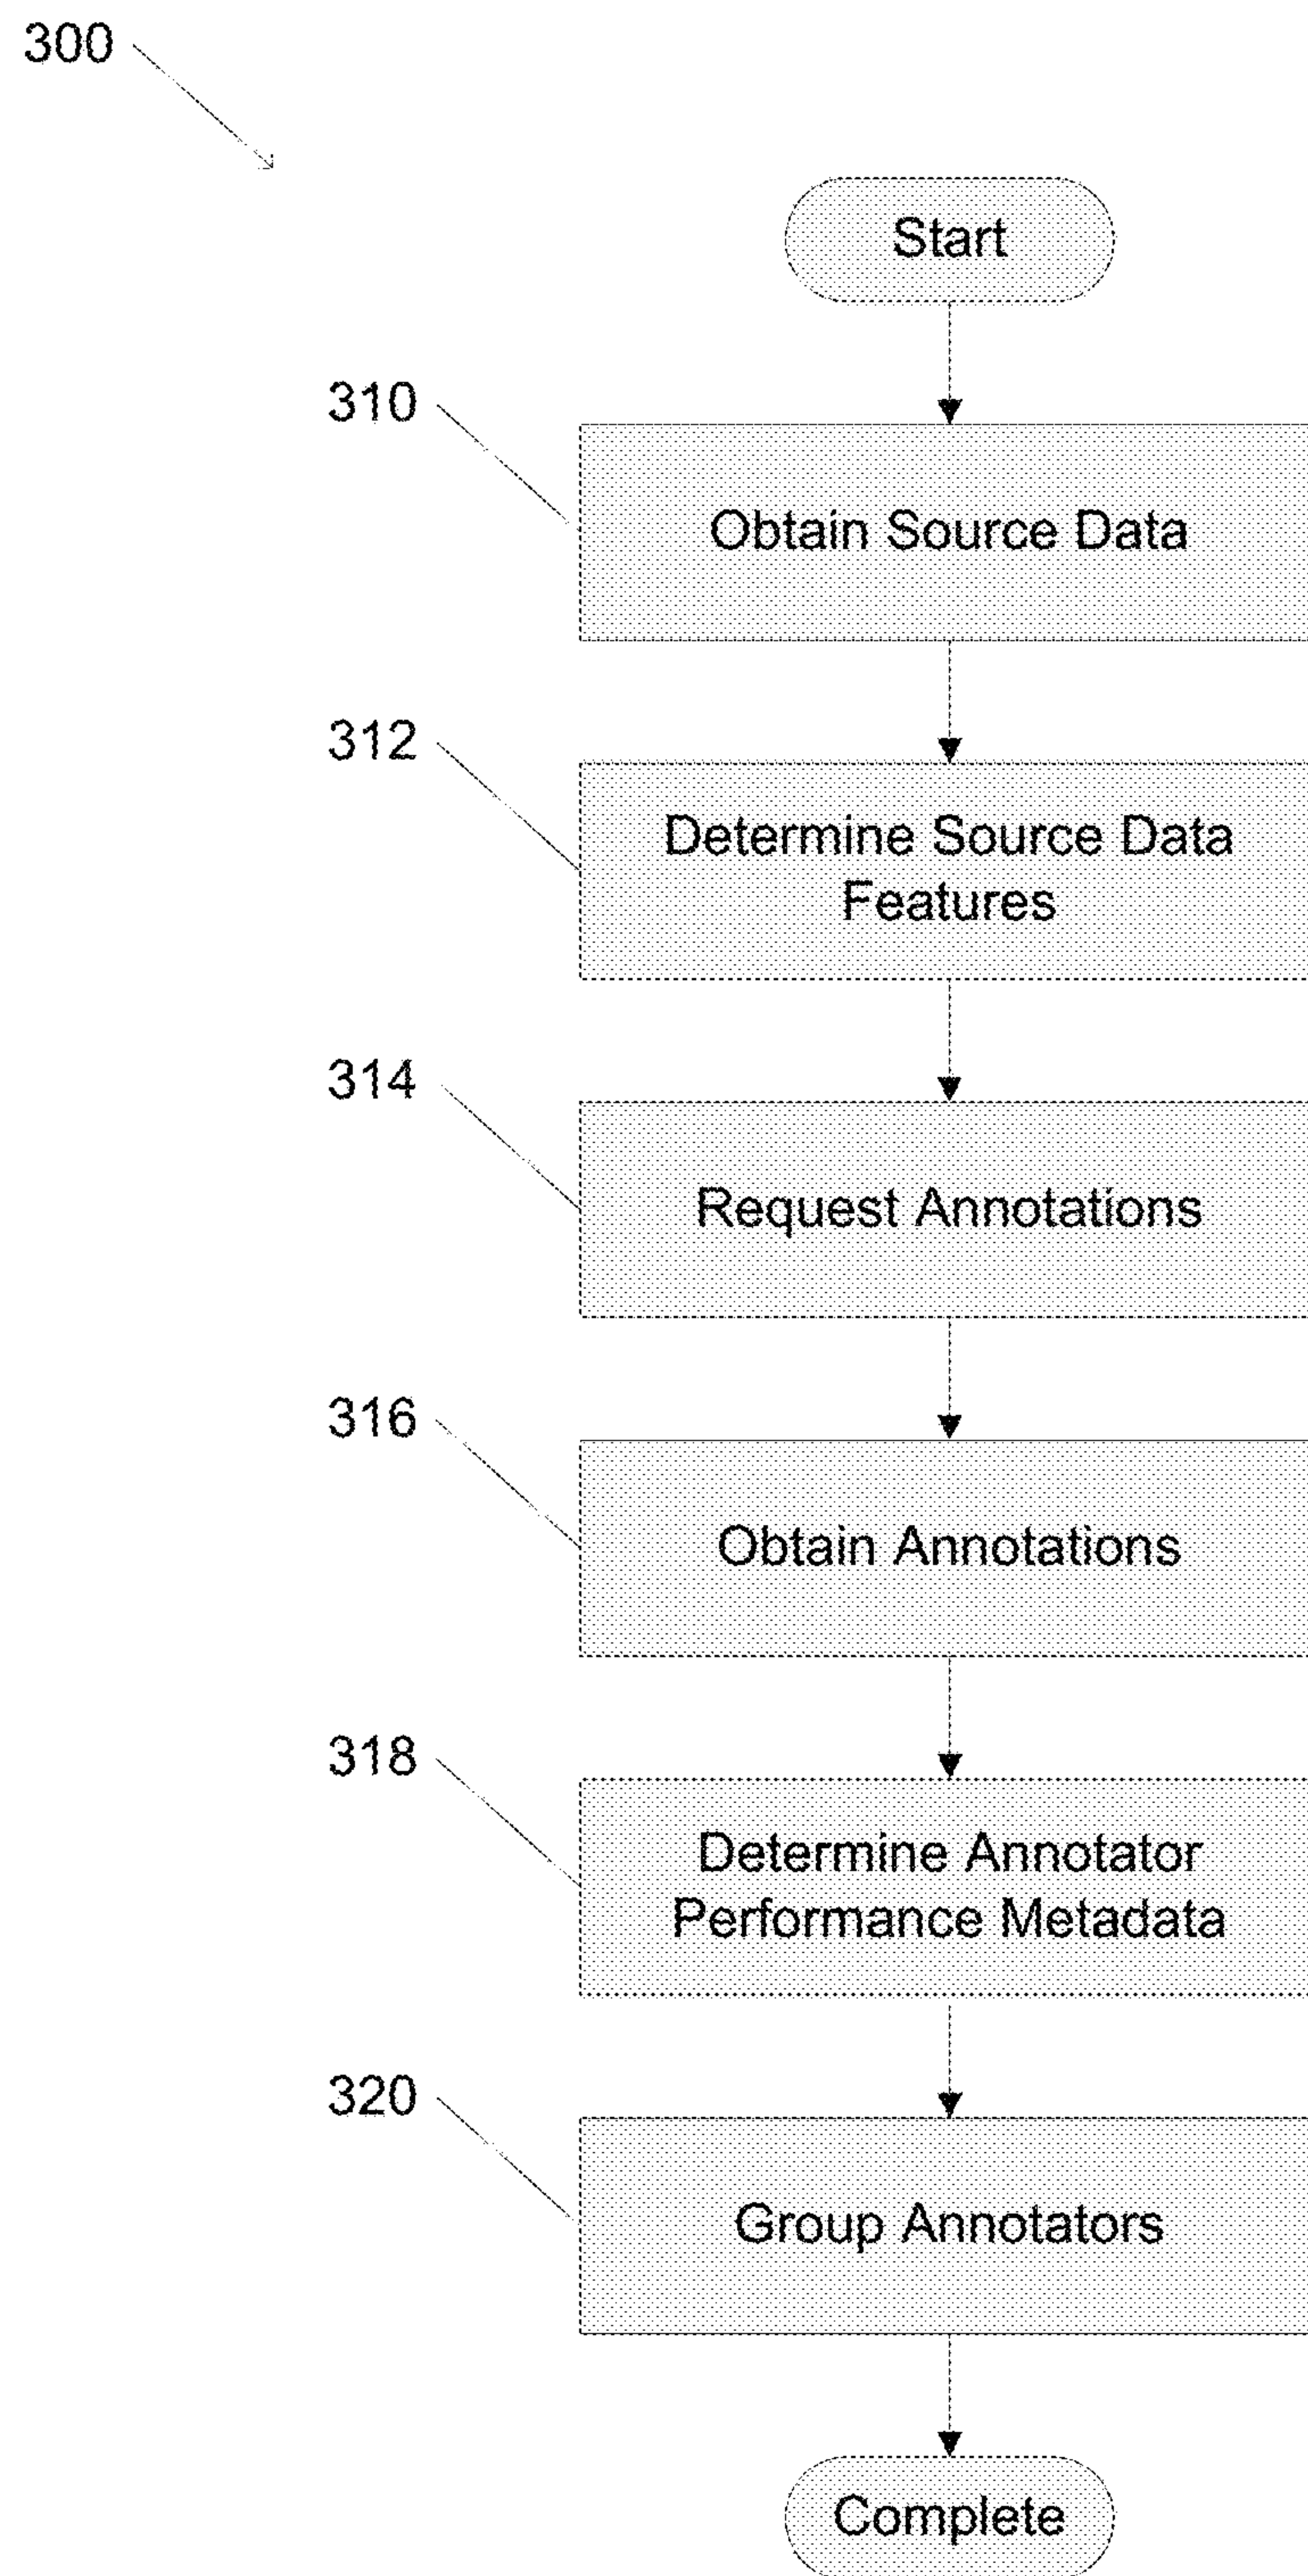 300
Start
310
Obtain Source Data
312
Determine Source Data
Features
314
Request Annotations
316
Obtain Annotations
318
Determine Annotator
Performance Metadata
320
Group Annotators
Complete